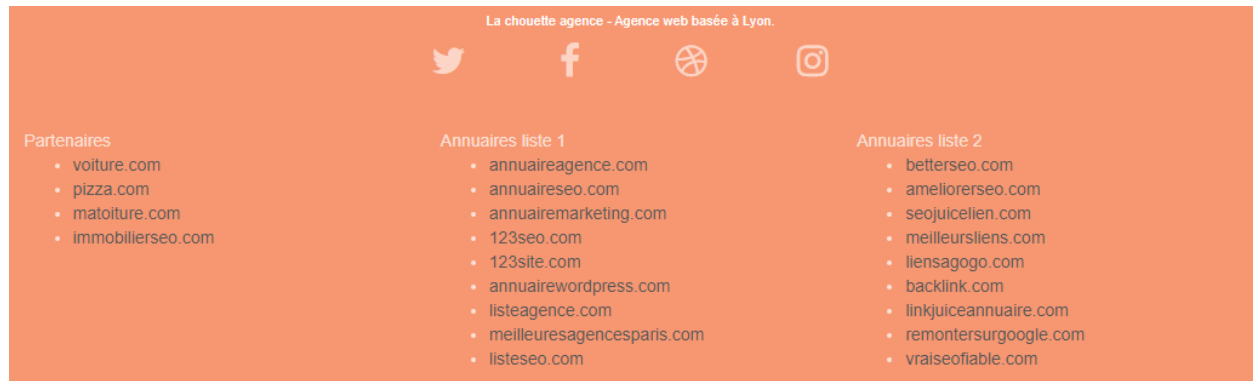 La chouette agence - Agence web basée à Lyon.
Partenaires
voiture.com
pizza.com
matoiture.com
immobilierseo.com
Annuaires liste 1
annuaireagence.com
annuaireseo.com
annuairemarketing.com
123seo.com
123site.com
annuairewordpress.com
listeagence.com
meilleuresagencesparis.com
listeseo.com
Annuaires liste 2
betterseo.com
ameliorerseo.com
seojuicelien.com
meilleursliens.com
liensagogo.com
backlink.com
linkjuiceannuaire.com
remontersurgoogle.com
vraiseofiable.com